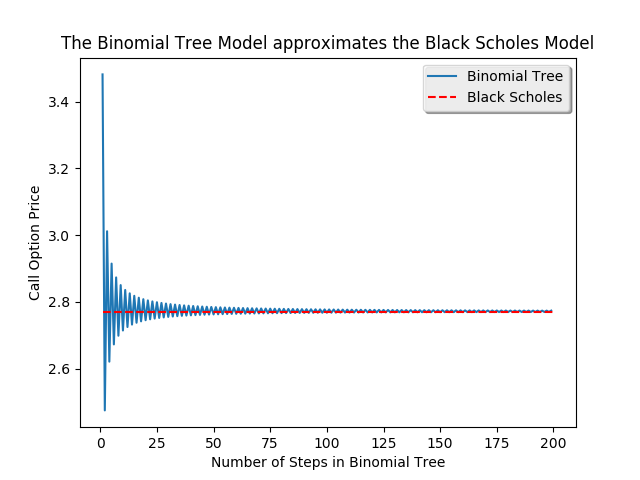 The Binomial Tree Model approximates the Black Scholes Model
Binomial Tree
Black Scholes
Call Option Price
3.4
3.2
3.0
2.8
2.6
0 25 50 75 100 125 150 175 200
Number of Steps in Binomial Tree